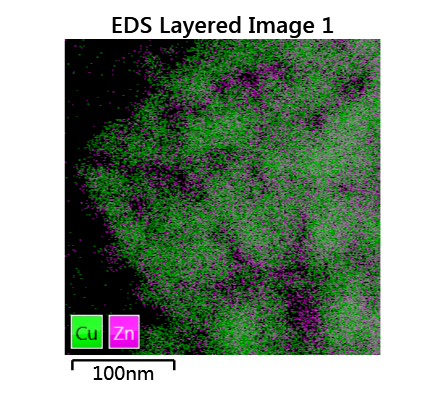 EDS Layered Image 1
Cu Zn
100nm